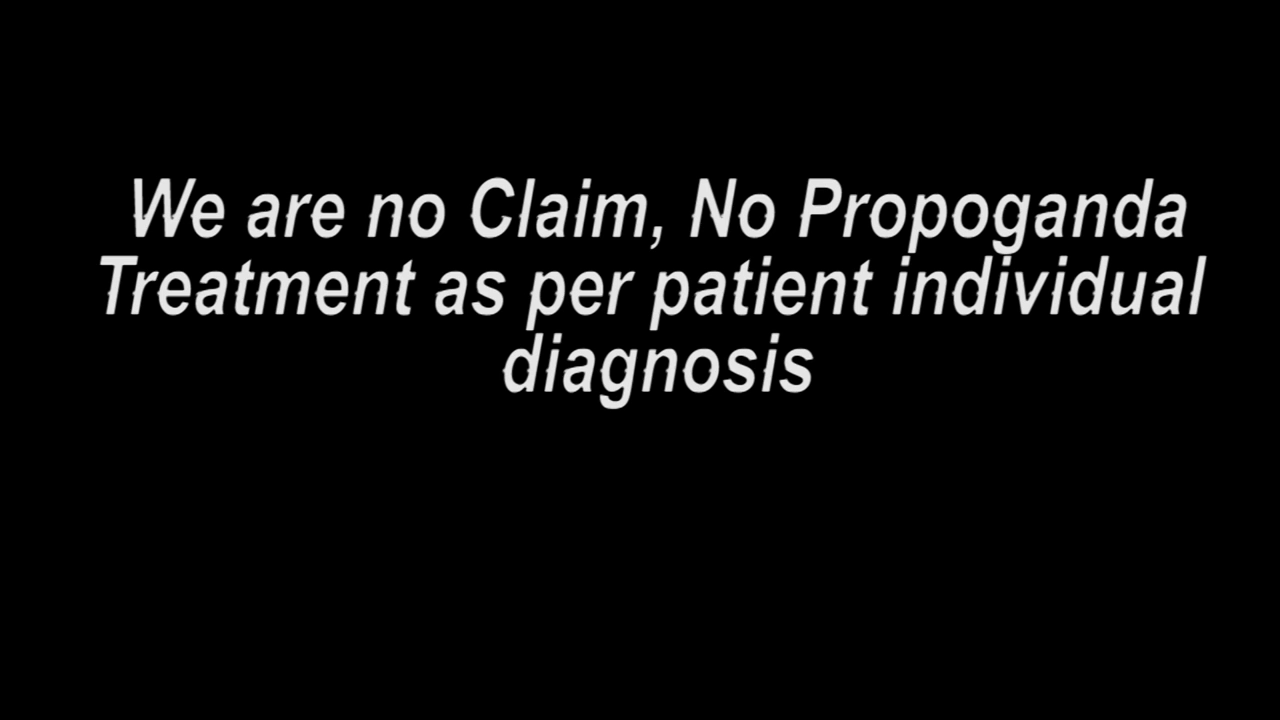 We are no Claim, No Propoganda
Treatment as per patient individual
diagnosis